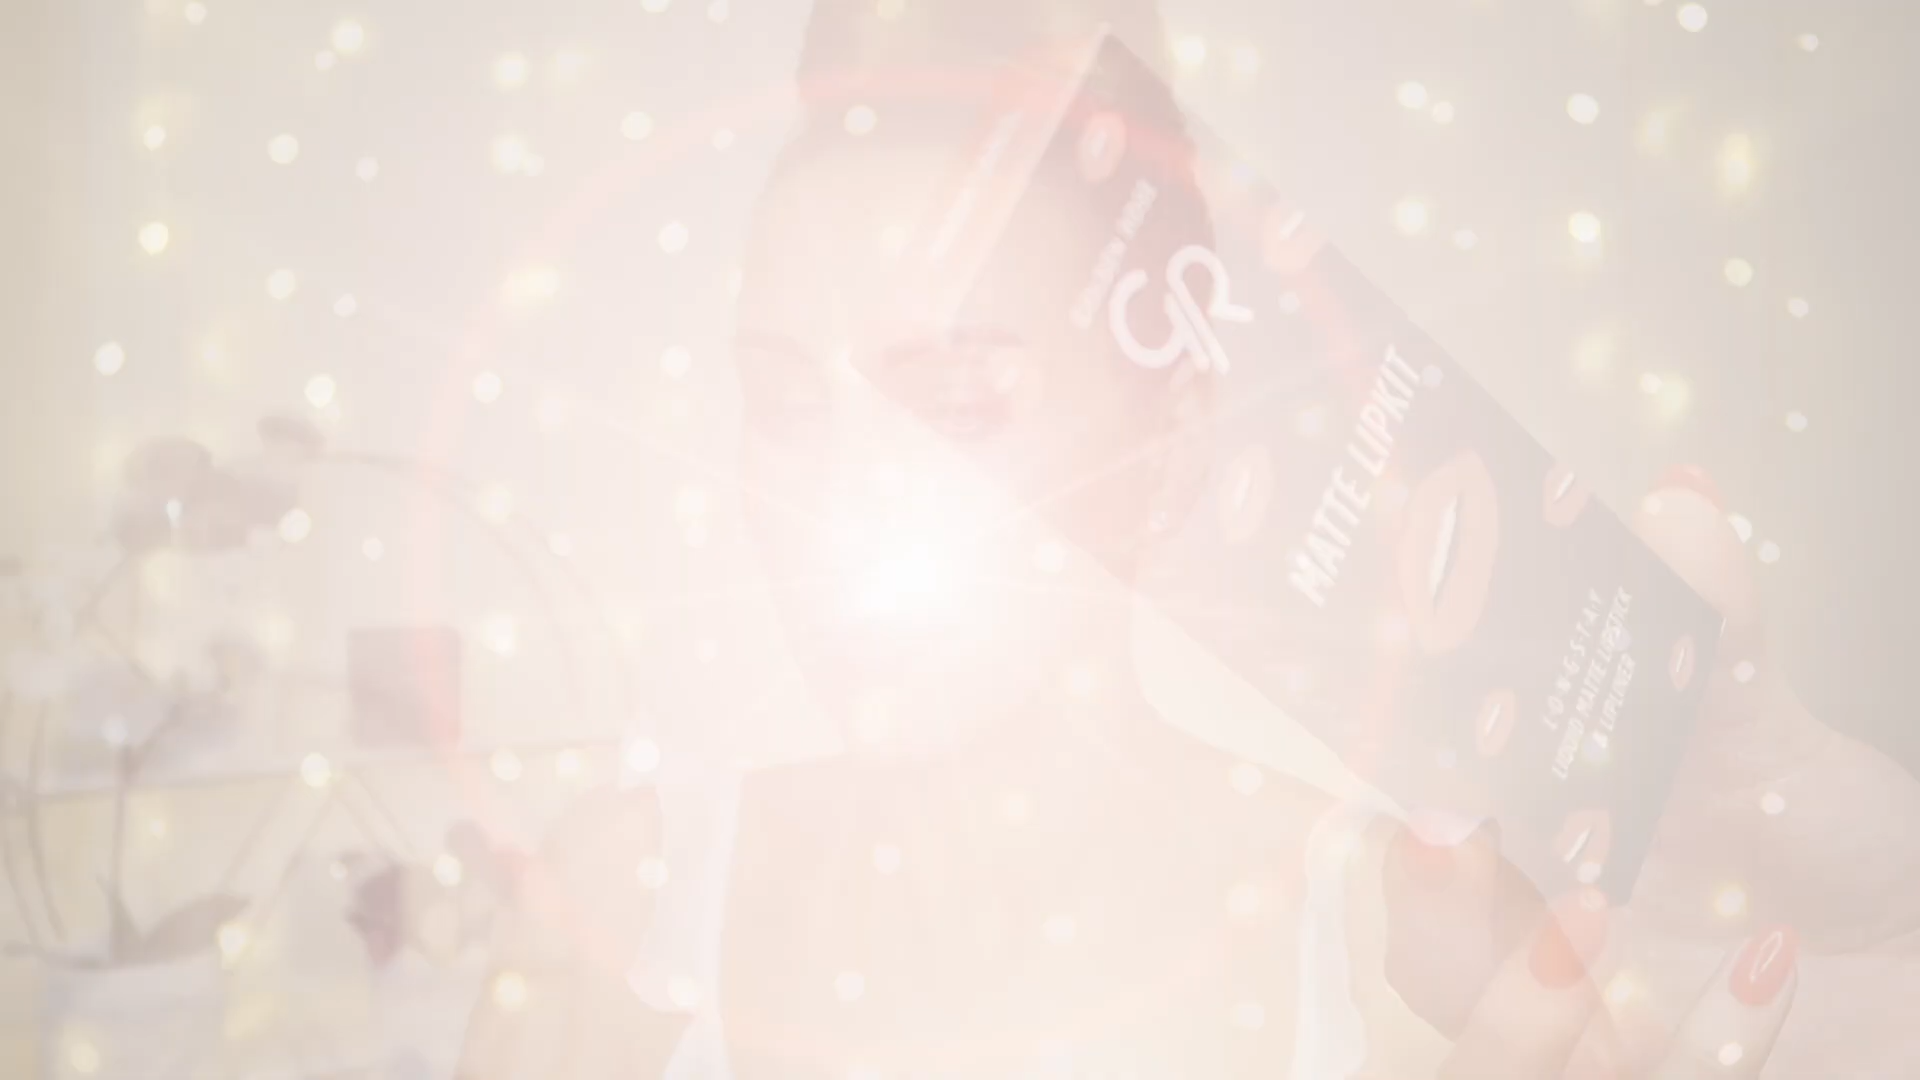 GOLDEN ROSE
GR
MATTE LIPKIT
LONGSTAY
LIQUID MATTE LIPSTICK
& LIPLINER